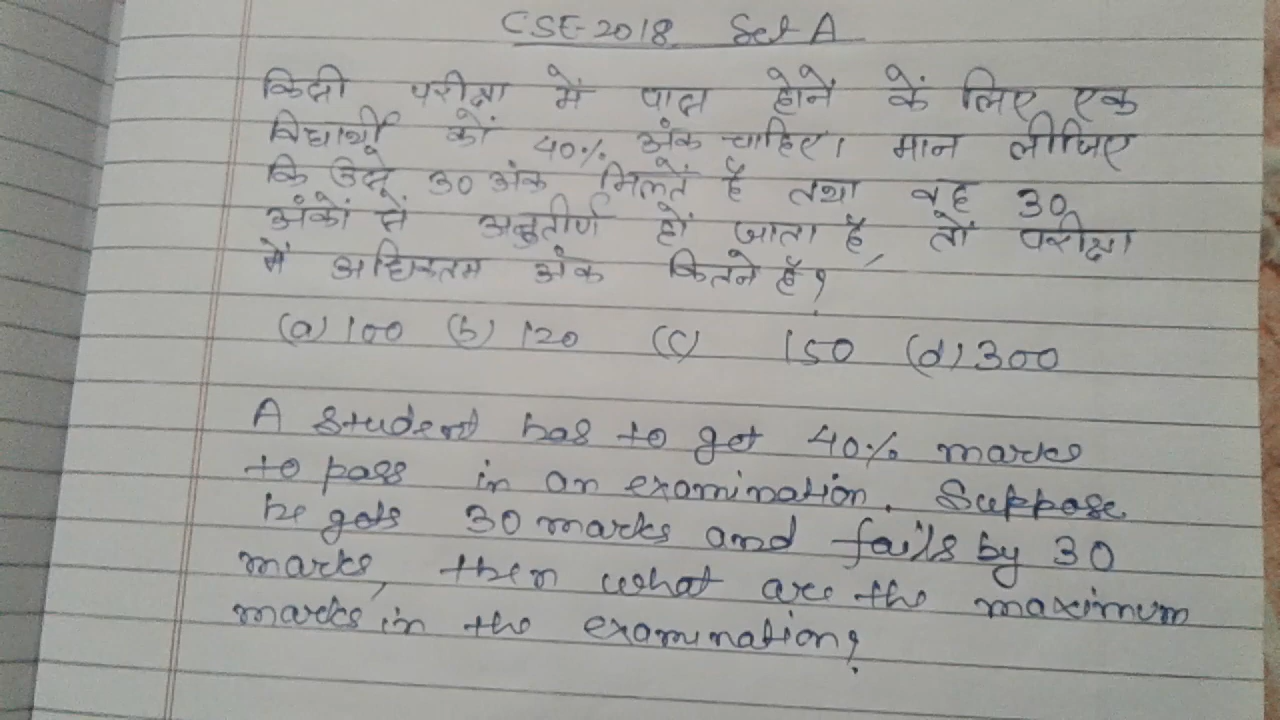 CSE-2018 Set A
किसी परीक्षा में पास होने के लिए एक
विद्यार्थी को 40% अंक चाहिए। मान लीजिए
कि उसे 30 अंक मिलते है तथा वह 30
अंकों से अनुतीर्ण हो जाता है, तो परीक्षा
में अधिकतम अंक कितने है?
(a) 100 (b) 120 (c) 150 (d) 300
A student has to get 40% marks
to pass in an examination. Suppose
he gets 30 marks and fails by 30
marks, then what are the maximum
marks in the examination?